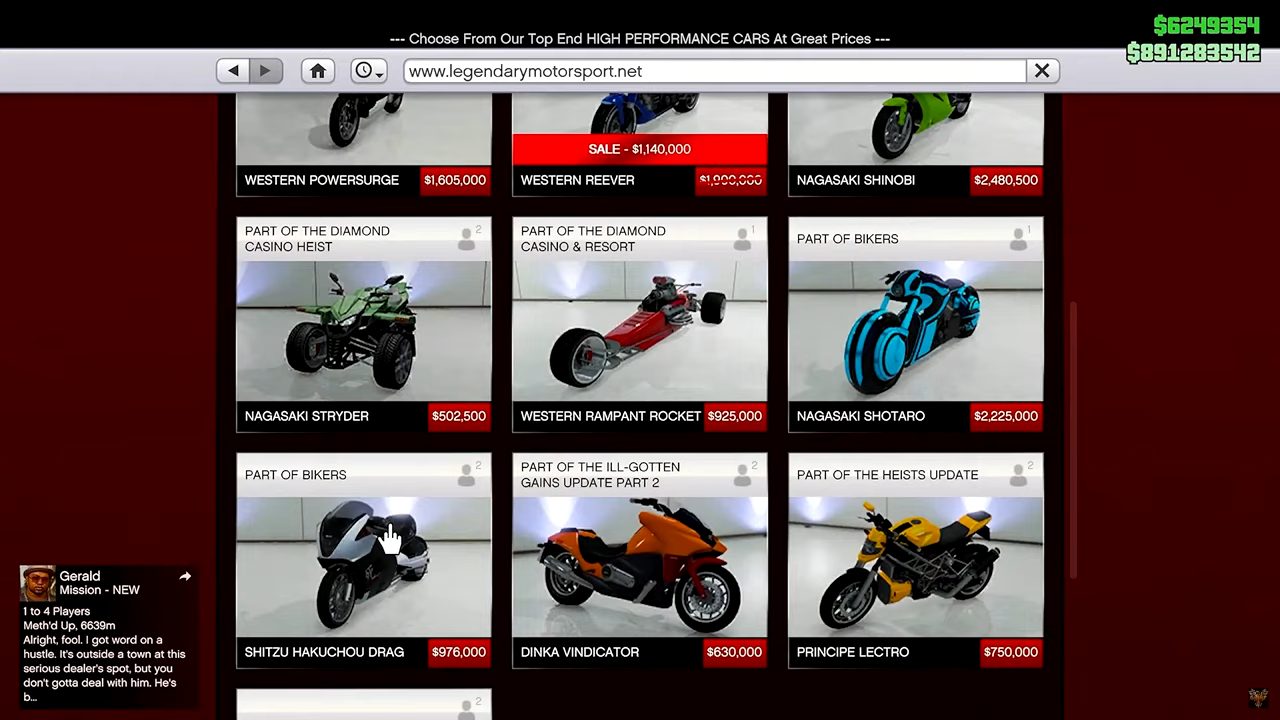 --- Choose From Our Top End HIGH PERFORMANCE CARS At Great Prices ---
$6249354
$891283542
www.legendarymotorsport.net
SALE - $1,140,000
WESTERN POWERSURGE $1,605,000
WESTERN REEVER $1,900,000
NAGASAKI SHINOBI $2,480,500
PART OF THE DIAMOND
CASINO HEIST
2
PART OF THE DIAMOND
CASINO & RESORT
1
PART OF BIKERS
1
NAGASAKI STRYDER $502,500
WESTERN RAMPANT ROCKET $925,000
NAGASAKI SHOTARO $2,225,000
PART OF BIKERS
2
PART OF THE ILL-GOTTEN
GAINS UPDATE PART 2
2
PART OF THE HEISTS UPDATE
2
SHITZU HAKUCHOU DRAG $976,000
DINKA VINDICATOR $630,000
PRINCIPE LECTRO $750,000
2
Gerald
Mission - NEW
1 to 4 Players
Meth'd Up, 6639m
Alright, fool. I got word on a
hustle. It's outside a town at this
serious dealer's spot, but you
don't gotta deal with him. He's
b...